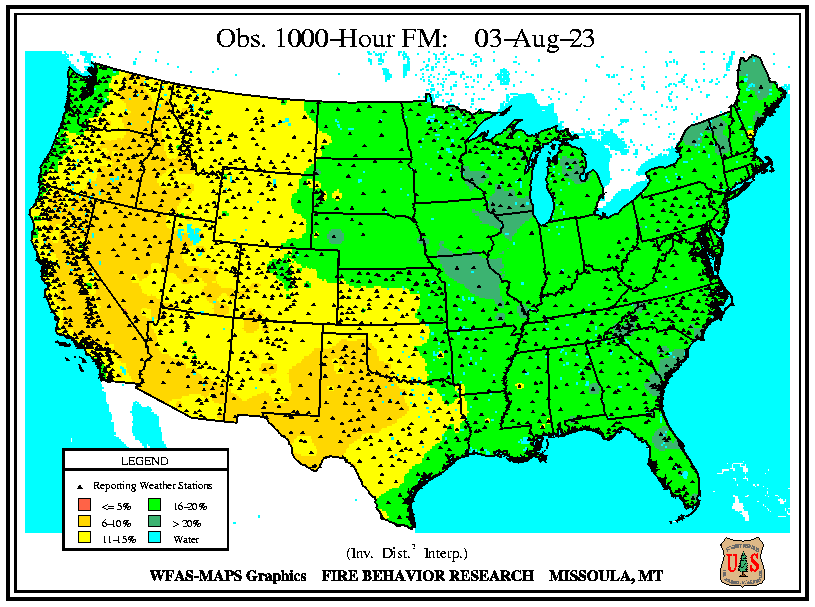 Obs. 1000-Hour FM: 03-Aug-23
LEGEND
Reporting Weather Stations
<= 5% 16-20%
6-10% > 20%
11-15% Water
(Inv. Dist.² Interp.)
WFAS-MAPS Graphics FIRE BEHAVIOR RESEARCH MISSOULA, MT
U S